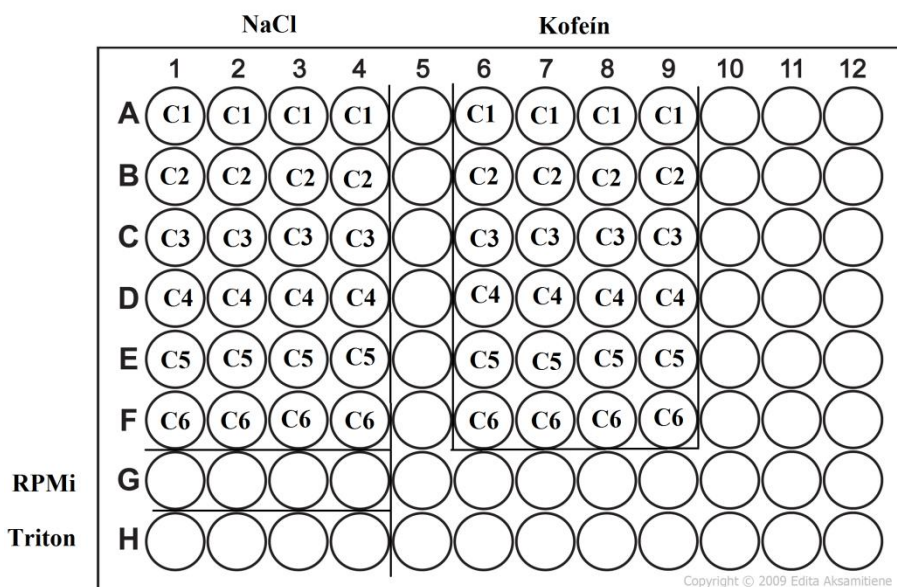 NaCl Kofeín
1 2 3 4 5 6 7 8 9 10 11 12
A C1 C1 C1 C1 C1 C1 C1 C1
B C2 C2 C2 C2 C2 C2 C2 C2
C C3 C3 C3 C3 C3 C3 C3 C3
D C4 C4 C4 C4 C4 C4 C4 C4
E C5 C5 C5 C5 C5 C5 C5 C5
F C6 C6 C6 C6 C6 C6 C6 C6
RPMi G
Triton H
Copyright © 2009 Edita Aksamitiene